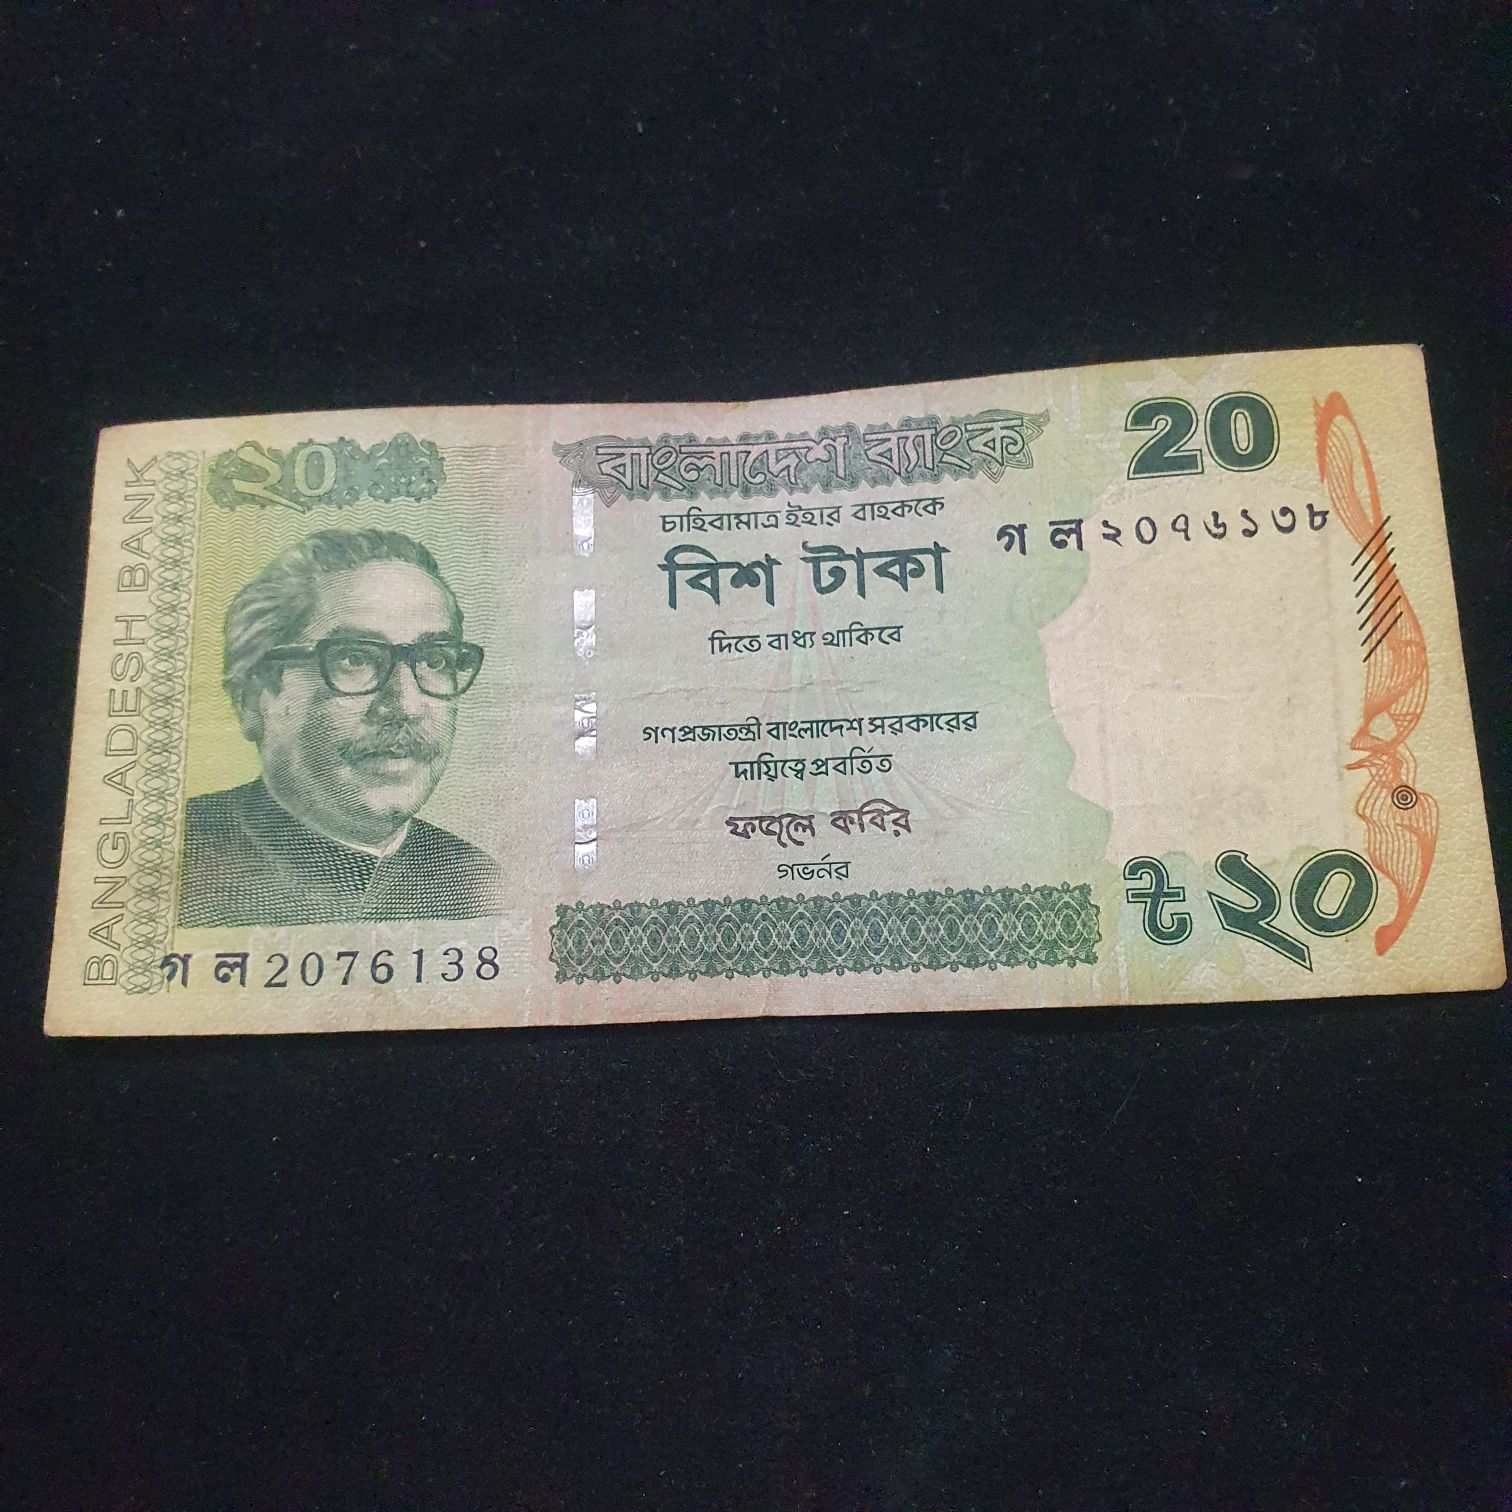 BANGLADESH BANK
২০
বাংলাদেশ ব্যাংক
20
চাহিবামাত্র ইহার বাহককে
গ ল ২০৭৬১৩৮
বিশ টাকা
দিতে বাধ্য থাকিবে
গণপ্রজাতন্ত্রী বাংলাদেশ সরকারের
দায়িত্বে প্রবর্তিত
ফজলে কবির
গভর্নর
৳ ২০
গ ল 2076138